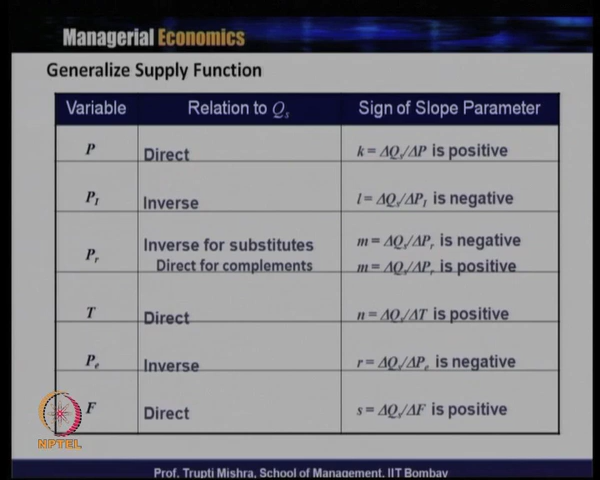 Managerial Economics
Generalize Supply Function
Variable Relation to Qs Sign of Slope Parameter
P Direct k = ΔQs/ΔP is positive
PI Inverse l = ΔQs/ΔPI is negative
Pr Inverse for substitutes m = ΔQs/ΔPr is negative
Direct for complements m = ΔQs/ΔPr is positive
T Direct n = ΔQs/ΔT is positive
Pe Inverse r = ΔQs/ΔPe is negative
F Direct s = ΔQs/ΔF is positive
NPTEL
Prof. Trupti Mishra, School of Management, IIT Bombay